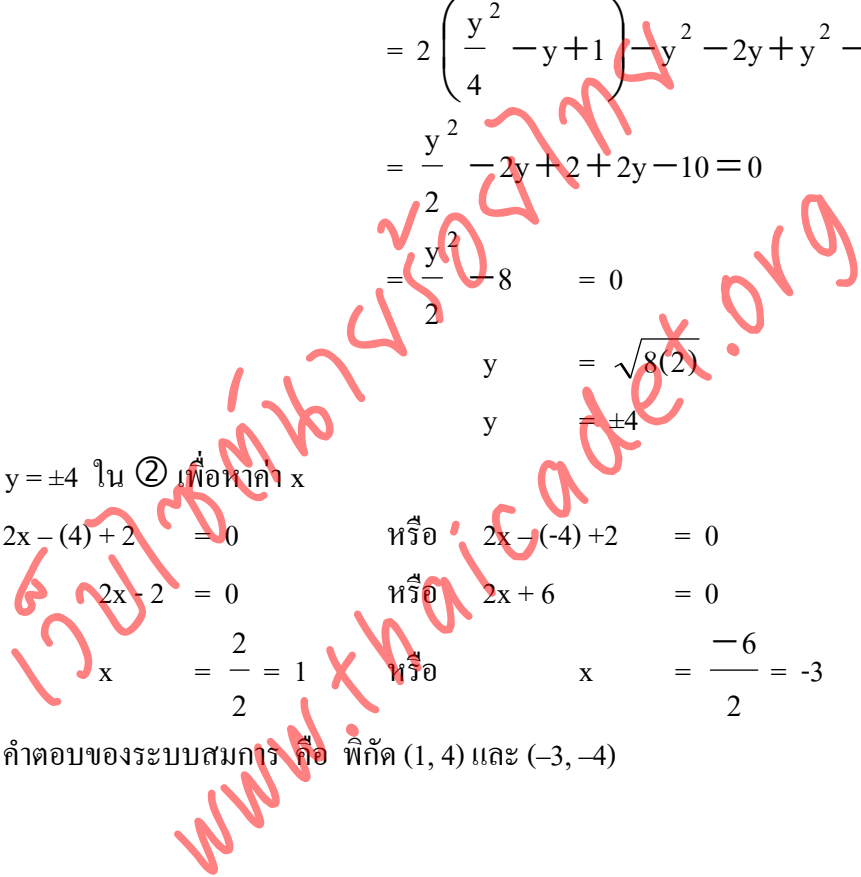 = 2 ( y²/4 − y + 1 ) − y² − 2y + y² −
= y²/2 − 2y + 2 + 2y − 10 = 0
= y²/2 − 8 = 0
y = √8(2)
y = ±4
y = ±4 ใน ② เพื่อหาค่า x
2x – (4) + 2 = 0 หรือ 2x – (-4) +2 = 0
2x - 2 = 0 หรือ 2x + 6 = 0
x = 2/2 = 1 หรือ x = −6/2 = -3
คำตอบของระบบสมการ คือ พิกัด (1, 4) และ (–3, –4)
เว็บไซต์นายร้อยไทย
www.thaicadet.org